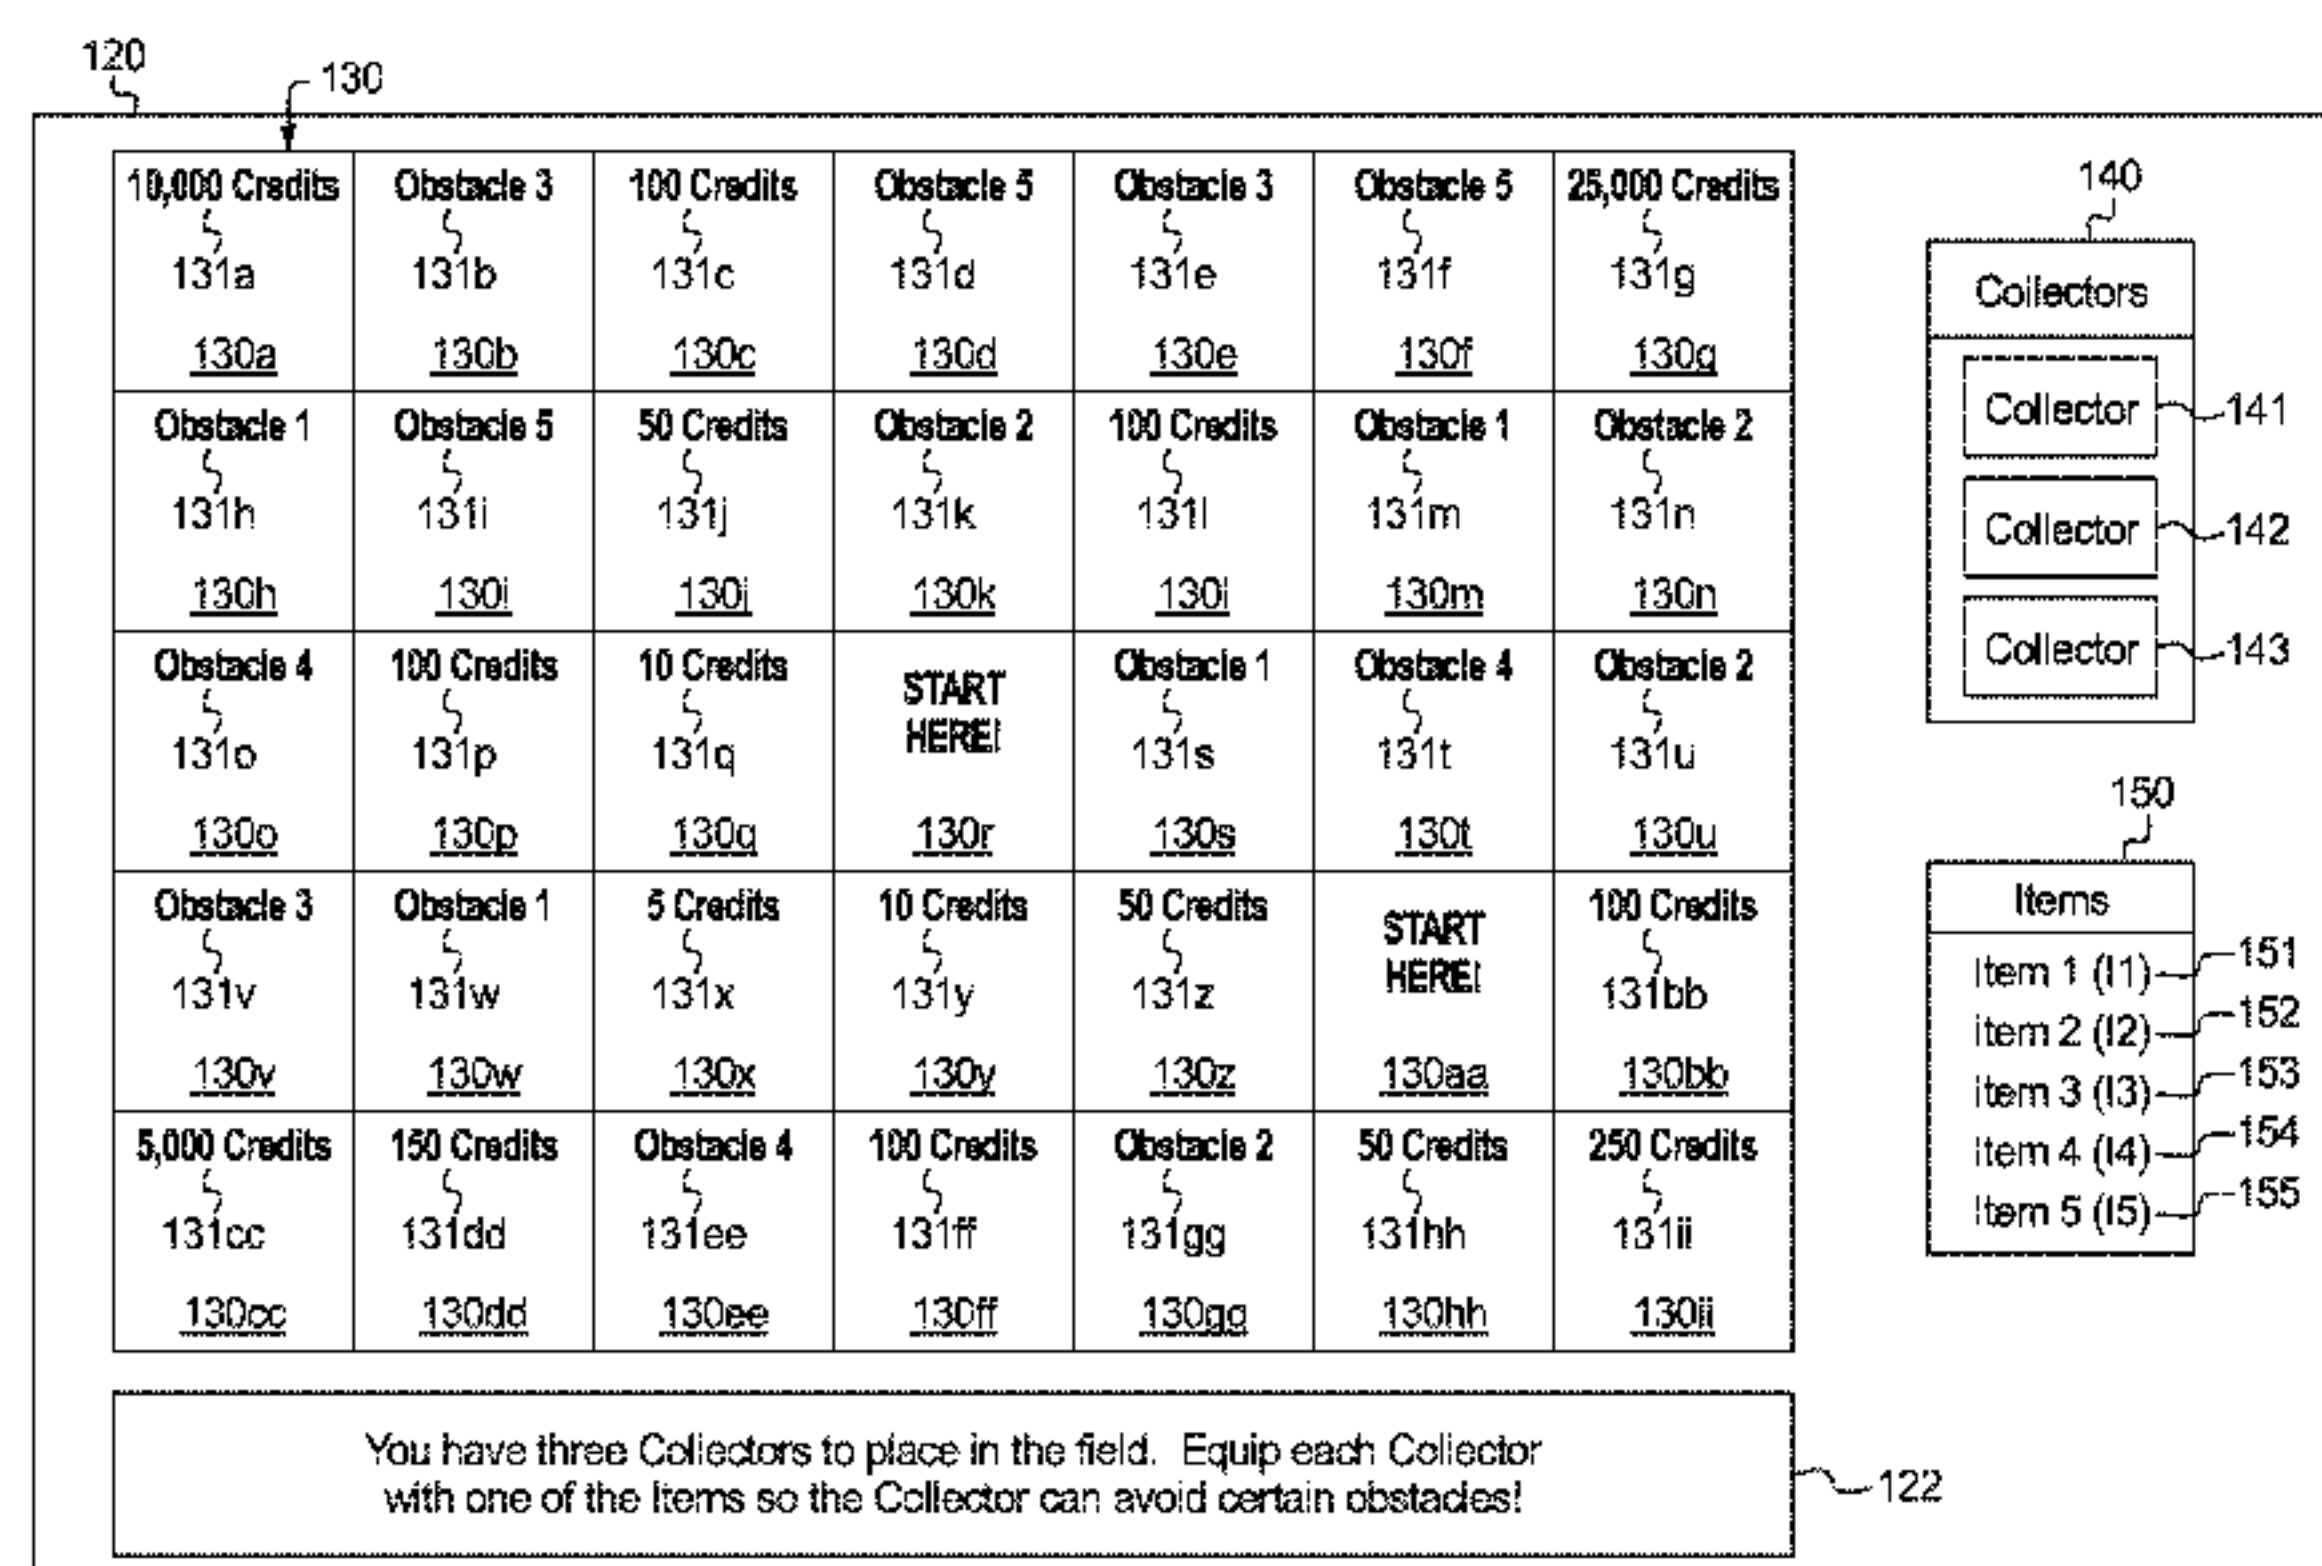 120
130
10,000 Credits Obstacle 3 100 Credits Obstacle 5 Obstacle 3 Obstacle 5 25,000 Credits
131a 131b 131c 131d 131e 131f 131g
130a 130b 130c 130d 130e 130f 130g
Obstacle 1 Obstacle 5 50 Credits Obstacle 2 100 Credits Obstacle 1 Obstacle 2
131h 131i 131j 131k 131l 131m 131n
130h 130i 130j 130k 130l 130m 130n
Obstacle 4 100 Credits 10 Credits START HERE! Obstacle 1 Obstacle 4 Obstacle 2
131o 131p 131q 131s 131t 131u
130o 130p 130q 130r 130s 130t 130u
Obstacle 3 Obstacle 1 5 Credits 10 Credits 50 Credits START HERE! 100 Credits
131v 131w 131x 131y 131z 131bb
130v 130w 130x 130y 130z 130aa 130bb
5,000 Credits 150 Credits Obstacle 4 100 Credits Obstacle 2 50 Credits 250 Credits
131cc 131dd 131ee 131ff 131gg 131hh 131ii
130cc 130dd 130ee 130ff 130gg 130hh 130ii
140
Collectors
Collector 141
Collector 142
Collector 143
150
Items
Item 1 (I1) 151
Item 2 (I2) 152
Item 3 (I3) 153
Item 4 (I4) 154
Item 5 (I5) 155
You have three Collectors to place in the field. Equip each Collector
with one of the Items so the Collector can avoid certain obstacles!
122